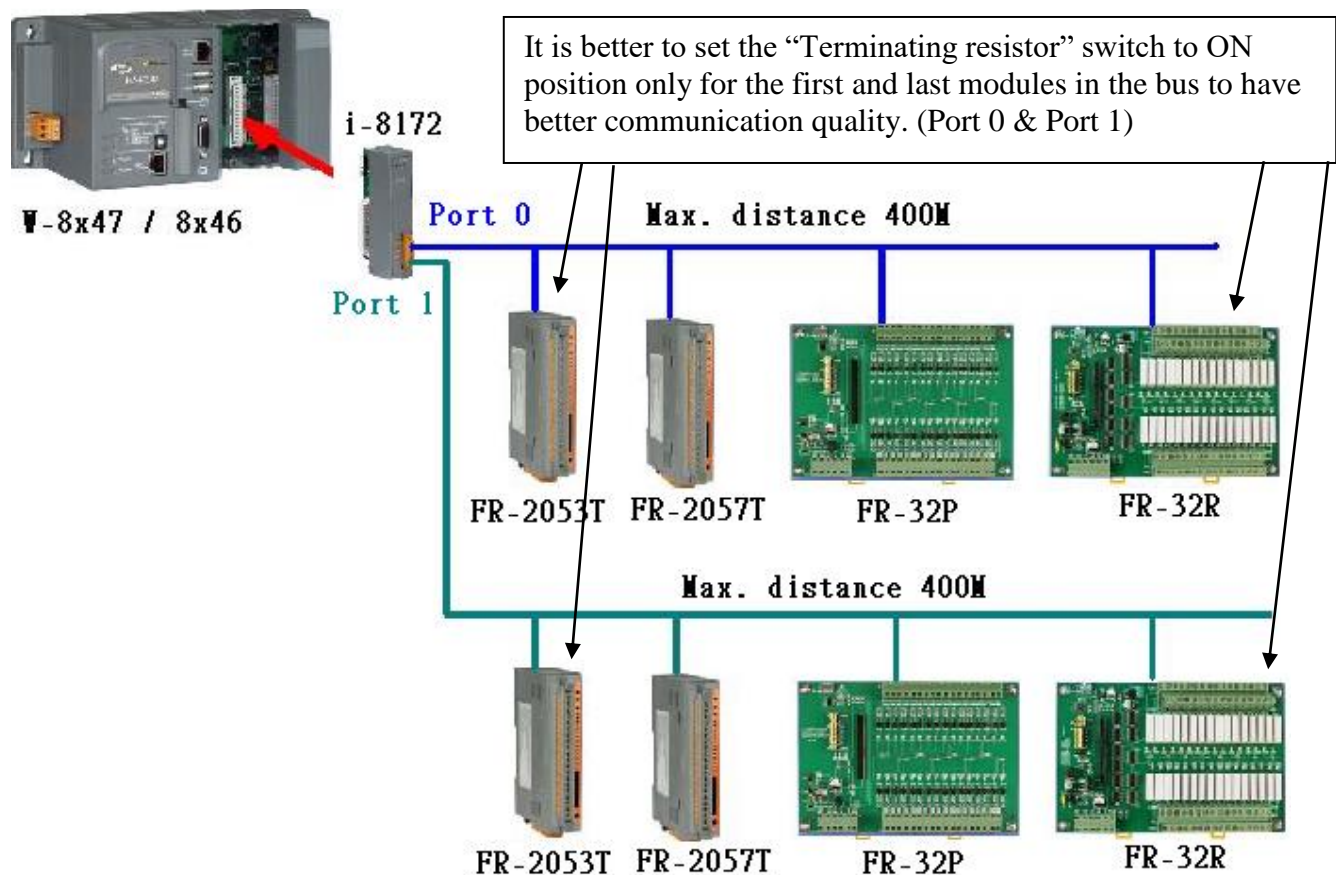 It is better to set the “Terminating resistor” switch to ON
position only for the first and last modules in the bus to have
better communication quality. (Port 0 & Port 1)
i-8172
W-8x47 / 8x46
Port 0
Max. distance 400M
Port 1
FR-2053T
FR-2057T
FR-32P
FR-32R
Max. distance 400M
FR-2053T
FR-2057T
FR-32P
FR-32R